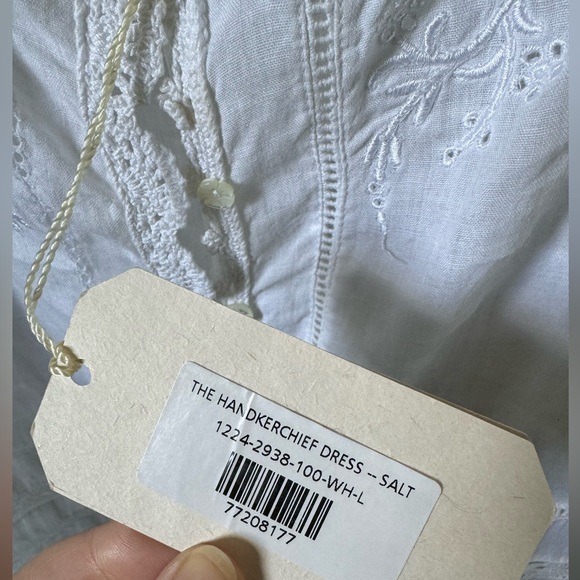 THE HANDKERCHIEF DRESS -- SALT
1224-2938-100-WH-L
77208177